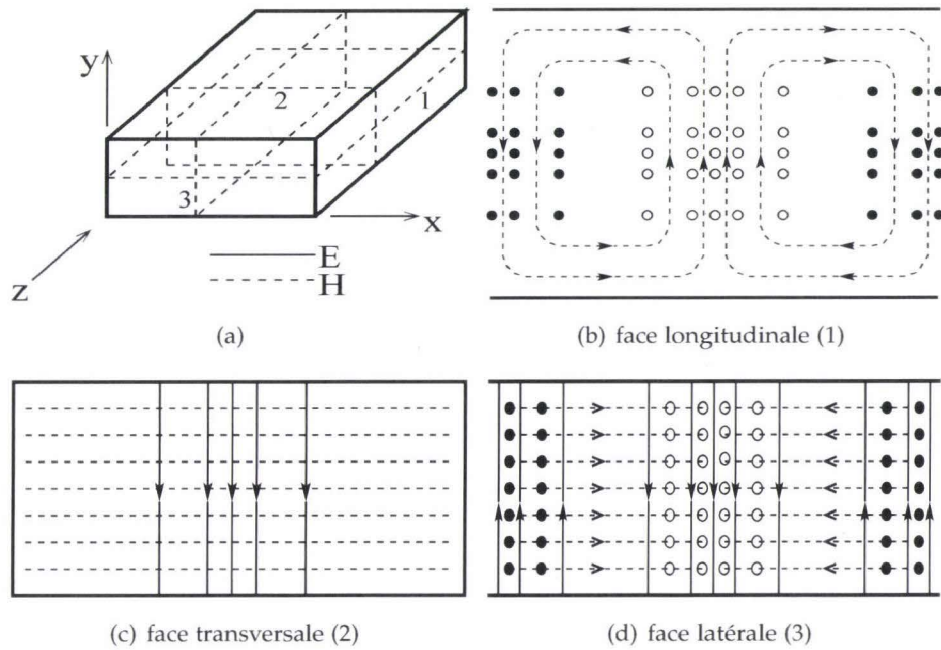 y
2
1
3
x
z
E
H
(a)
(b) face longitudinale (1)
(c) face transversale (2)
(d) face latérale (3)